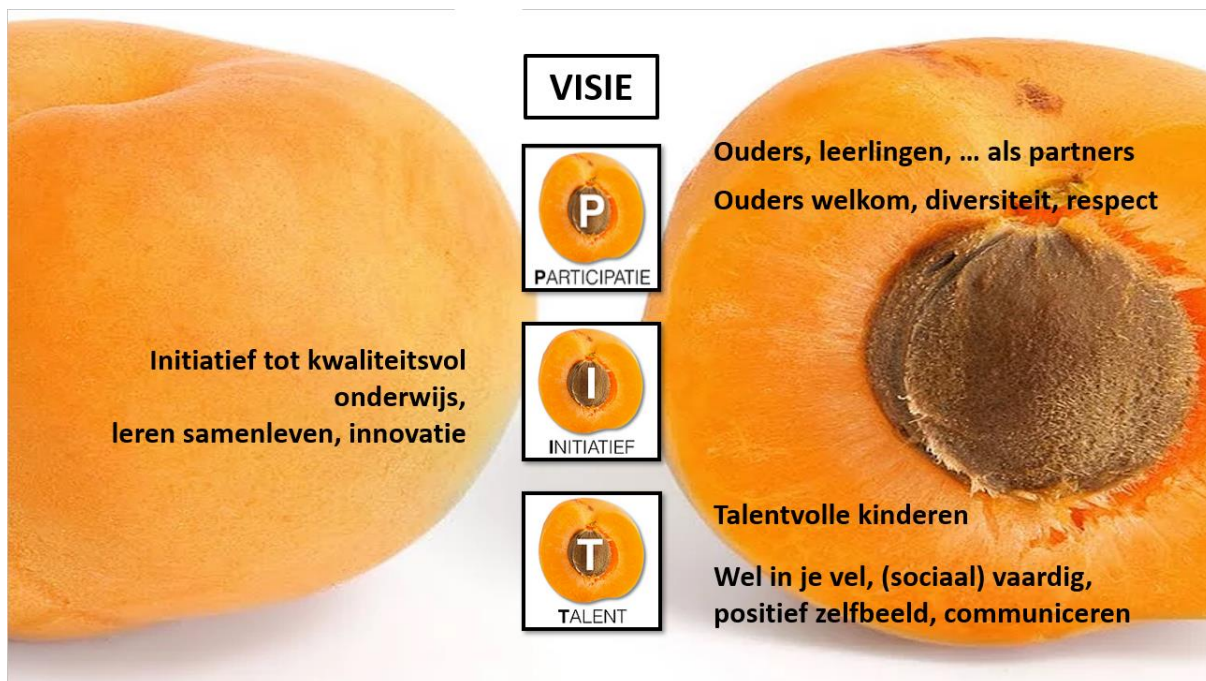 VISIE
P
PARTICIPATIE
Ouders, leerlingen, … als partners
Ouders welkom, diversiteit, respect
I
INITIATIEF
Initiatief tot kwaliteitsvol
onderwijs,
leren samenleven, innovatie
T
TALENT
Talentvolle kinderen
Wel in je vel, (sociaal) vaardig,
positief zelfbeeld, communiceren